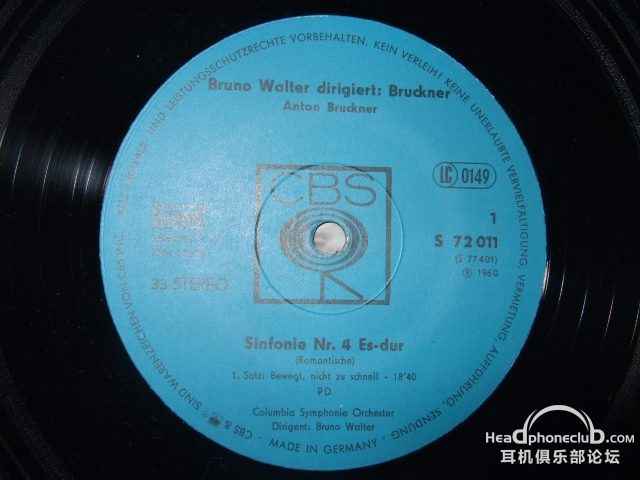 ALLE URHEBER- UND LEISTUNGSSCHUTZRECHTE VORBEHALTEN. KEIN VERLEIH! KEINE UNERLAUBTE VERVIELFÄLTIGUNG, VERMIETUNG, AUFFÜHRUNG, SENDUNG
Bruno Walter dirigiert: Bruckner
Anton Bruckner
CBS
LC 0149
1
S 72 011
(S 77 401)
℗ 1960
33 STEREO
Sinfonie Nr. 4 Es-dur
(Romantische)
1. Satz: Bewegt, nicht zu schnell - 18'40
PD
Columbia Symphonie Orchester
Dirigent: Bruno Walter
CBS & SIND WARENZEICHEN VON CBS INC.
MADE IN GERMANY
Headphoneclub.com
耳机俱乐部论坛